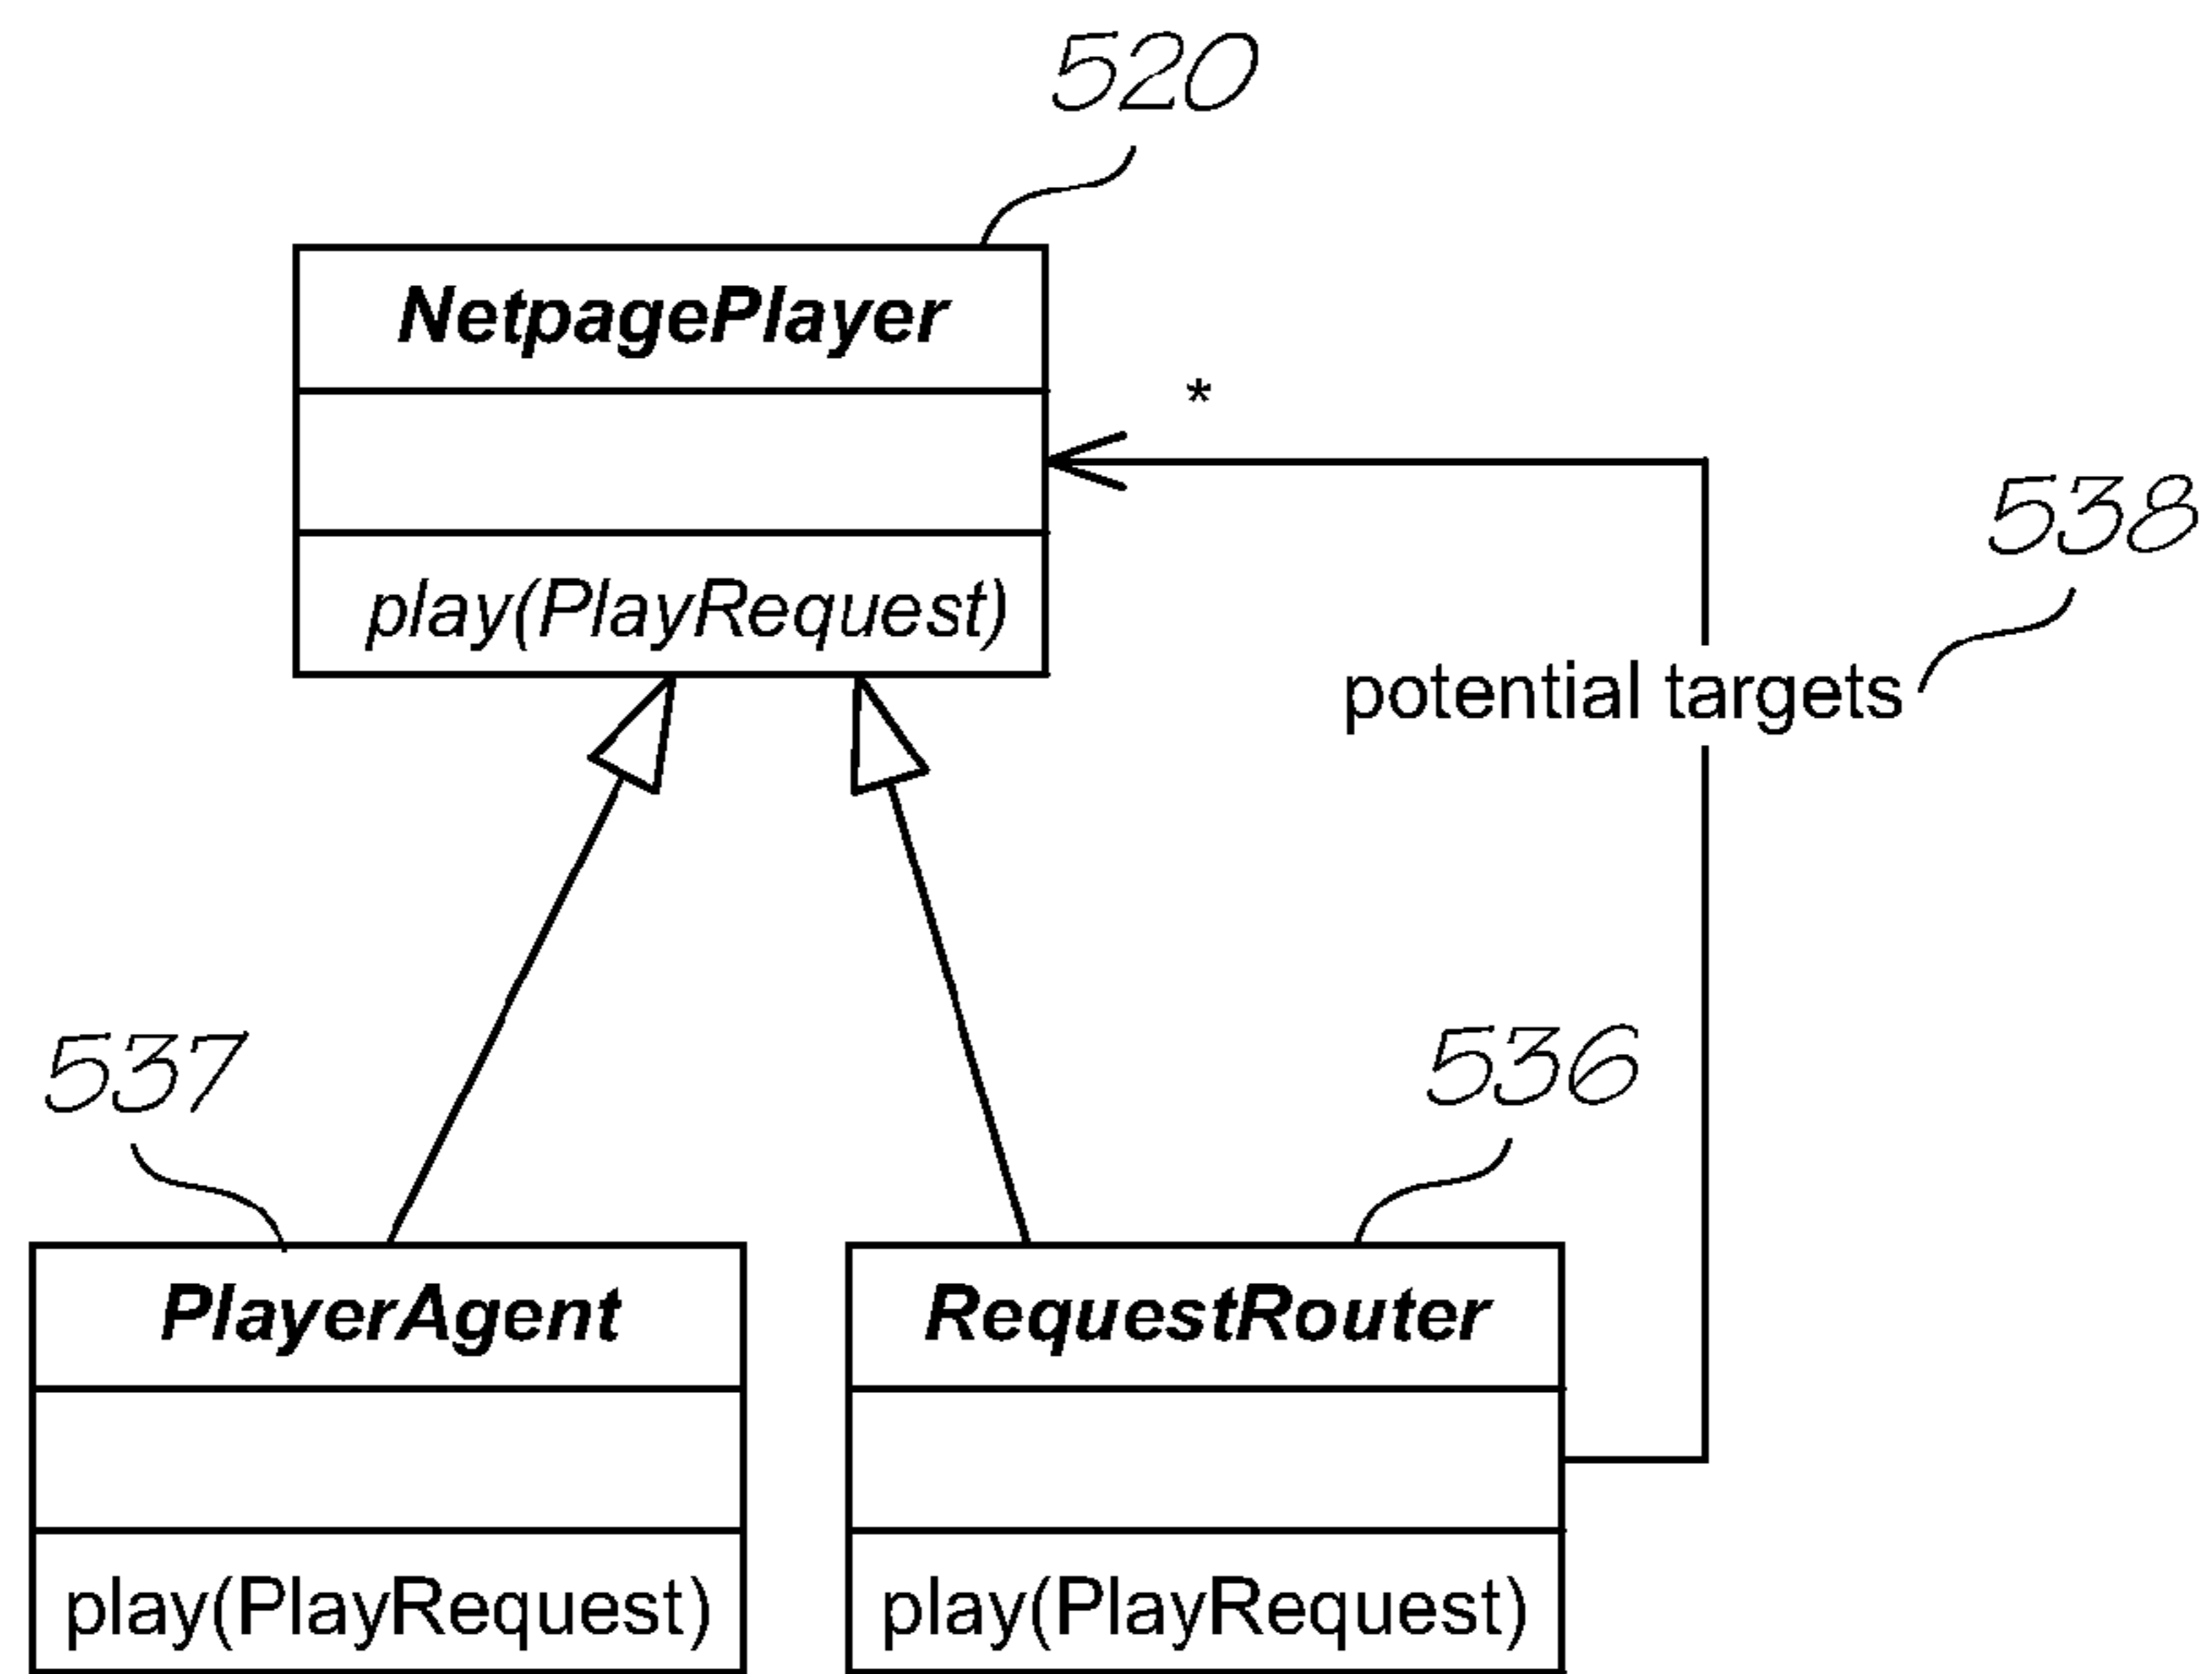 520
NetpagePlayer
*
538
play(PlayRequest)
potential targets
537
536
PlayerAgent
RequestRouter
play(PlayRequest)
play(PlayRequest)